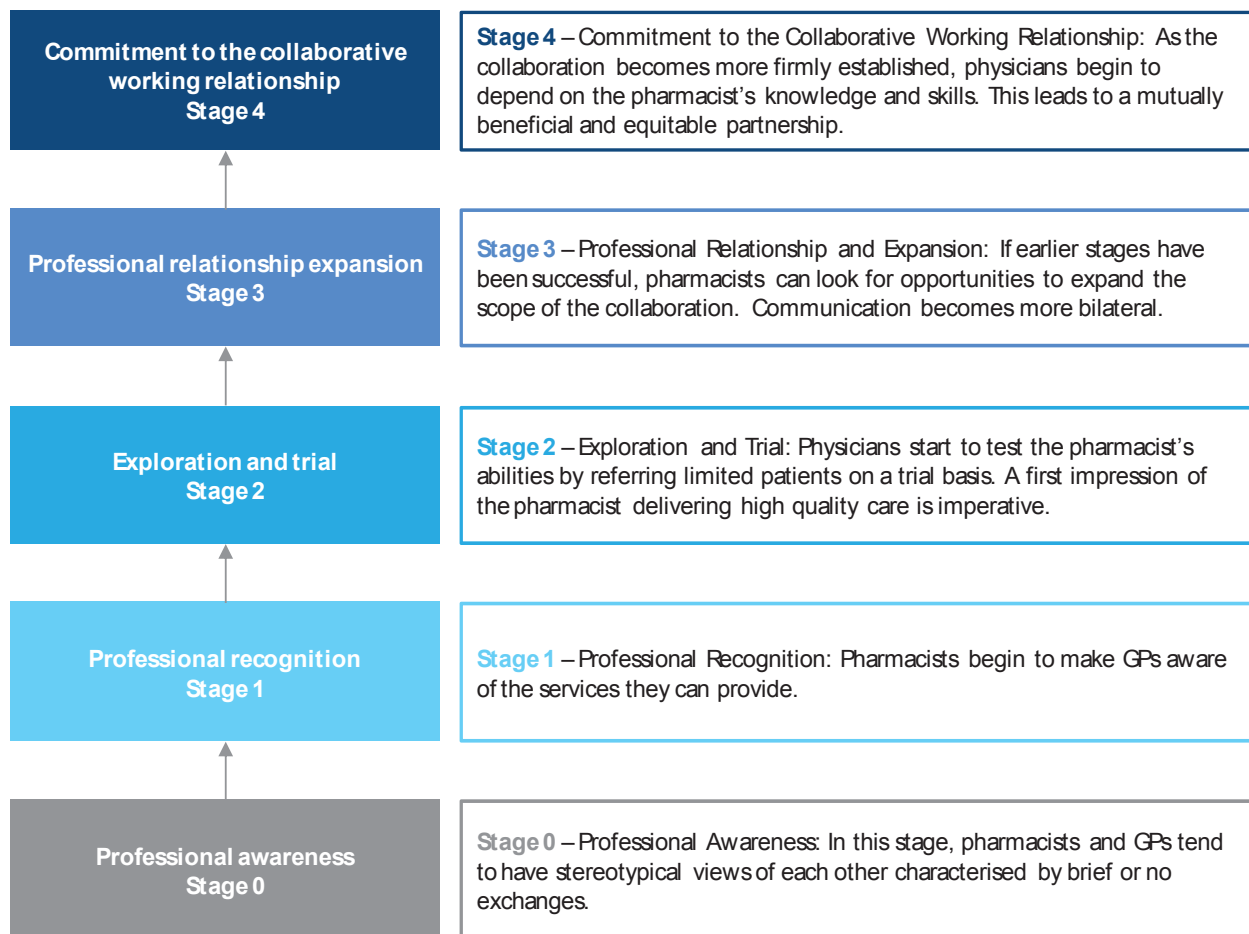 Commitment to the collaborative
working relationship
Stage 4
Stage 4 – Commitment to the Collaborative Working Relationship: As the
collaboration becomes more firmly established, physicians begin to
depend on the pharmacist's knowledge and skills. This leads to a mutually
beneficial and equitable partnership.
Professional relationship expansion
Stage 3
Stage 3 – Professional Relationship and Expansion: If earlier stages have
been successful, pharmacists can look for opportunities to expand the
scope of the collaboration. Communication becomes more bilateral.
Exploration and trial
Stage 2
Stage 2 – Exploration and Trial: Physicians start to test the pharmacist's
abilities by referring limited patients on a trial basis. A first impression of
the pharmacist delivering high quality care is imperative.
Professional recognition
Stage 1
Stage 1 – Professional Recognition: Pharmacists begin to make GPs aware
of the services they can provide.
Professional awareness
Stage 0
Stage 0 – Professional Awareness: In this stage, pharmacists and GPs tend
to have stereotypical views of each other characterised by brief or no
exchanges.